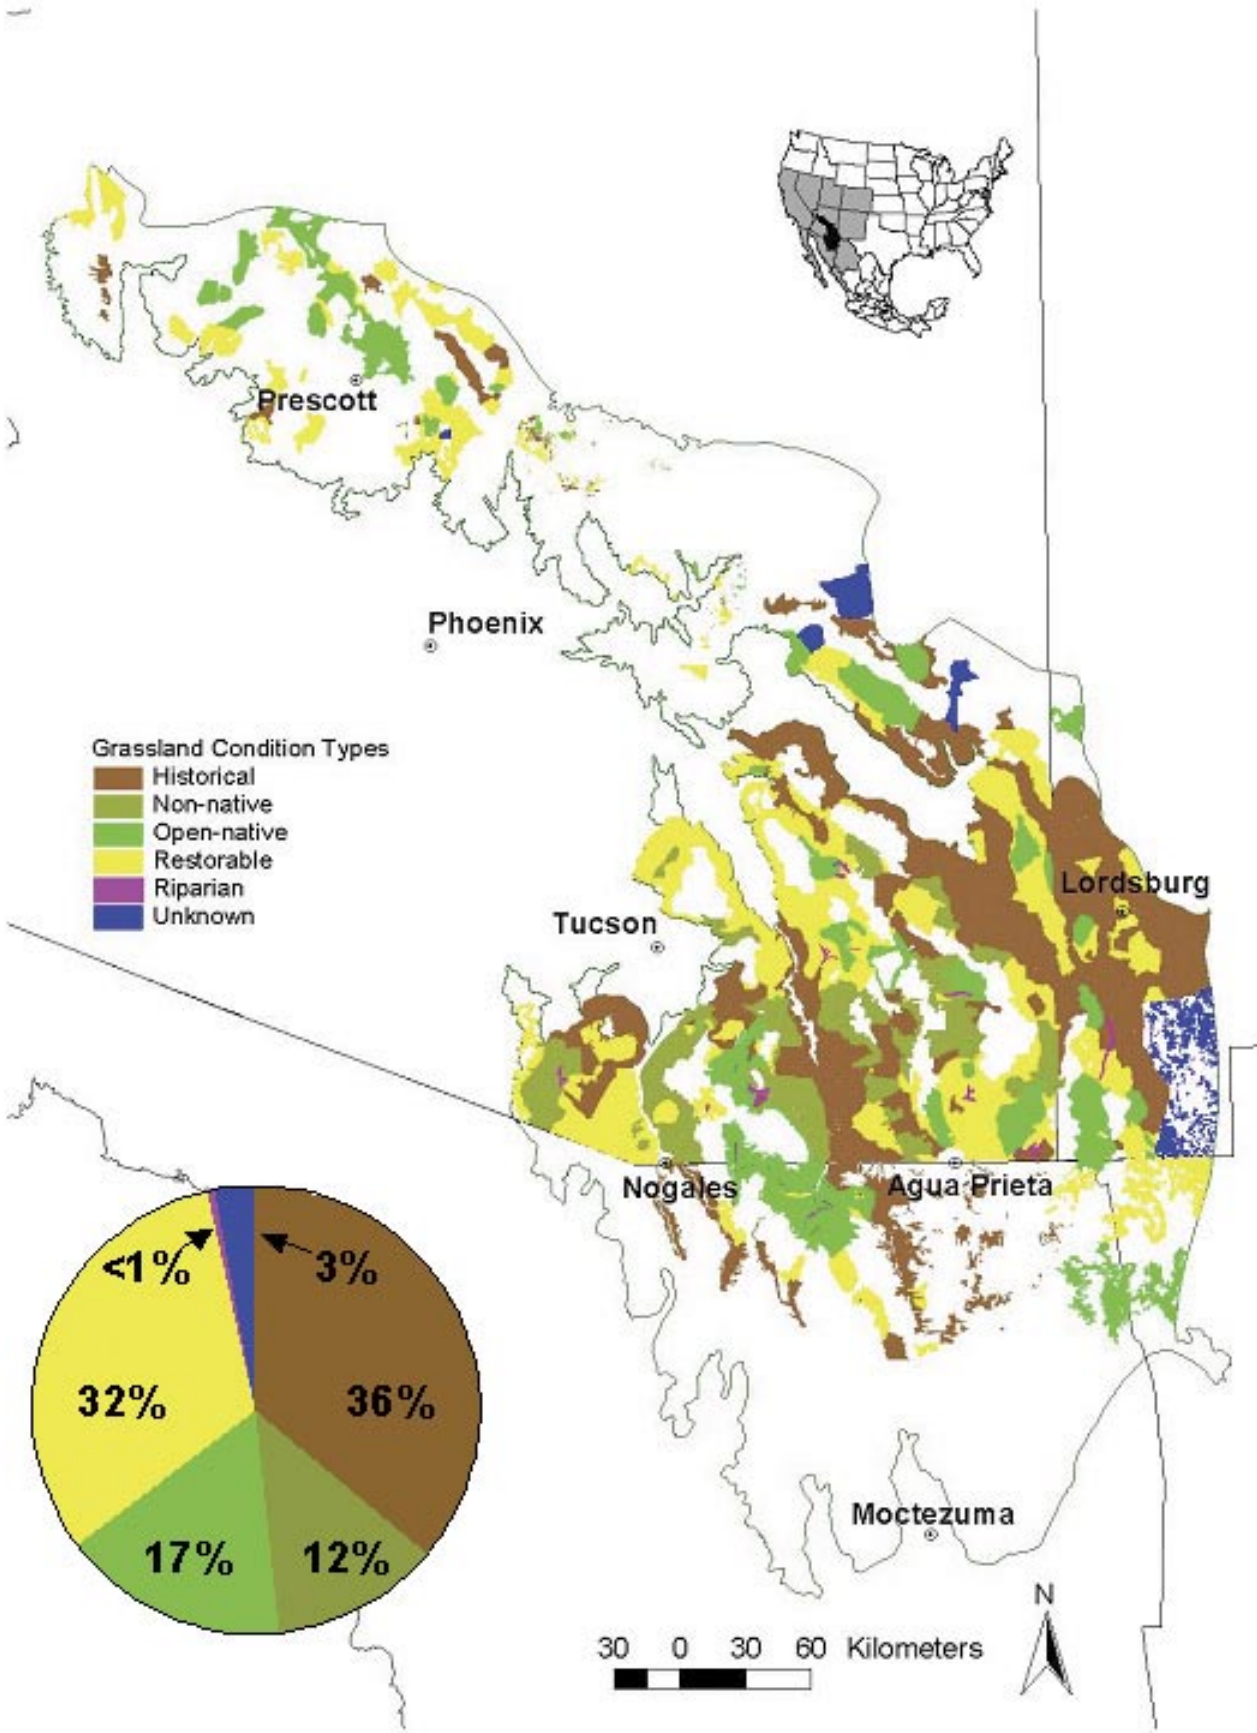 Prescott
Phoenix
Grassland Condition Types
Historical
Non-native
Open-native
Restorable
Riparian
Unknown
Lordsburg
Tucson
Nogales
Agua Prieta
<1%
3%
32%
36%
17%
12%
Moctezuma
N
30 0 30 60 Kilometers